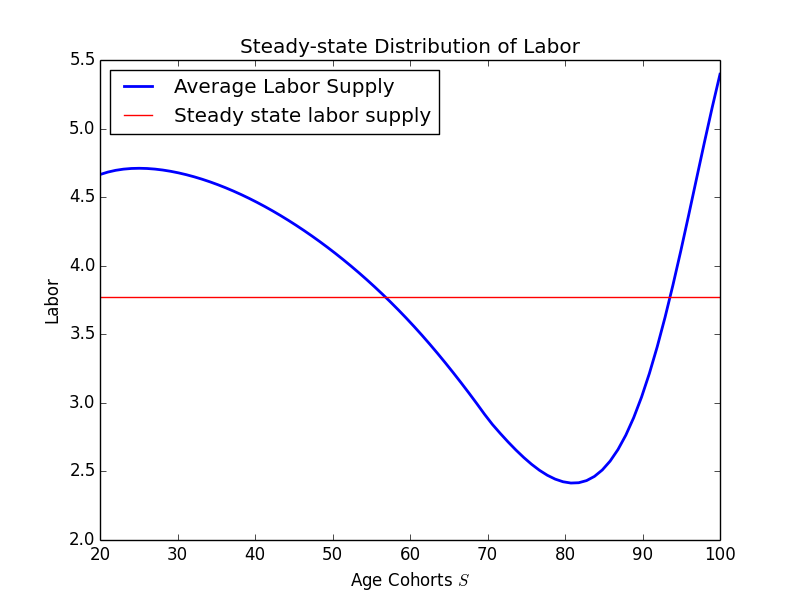 Steady-state Distribution of Labor
Average Labor Supply
Steady state labor supply
5.5
5.0
4.5
4.0
3.5
3.0
2.5
2.0
Labor
20 30 40 50 60 70 80 90 100
Age Cohorts S